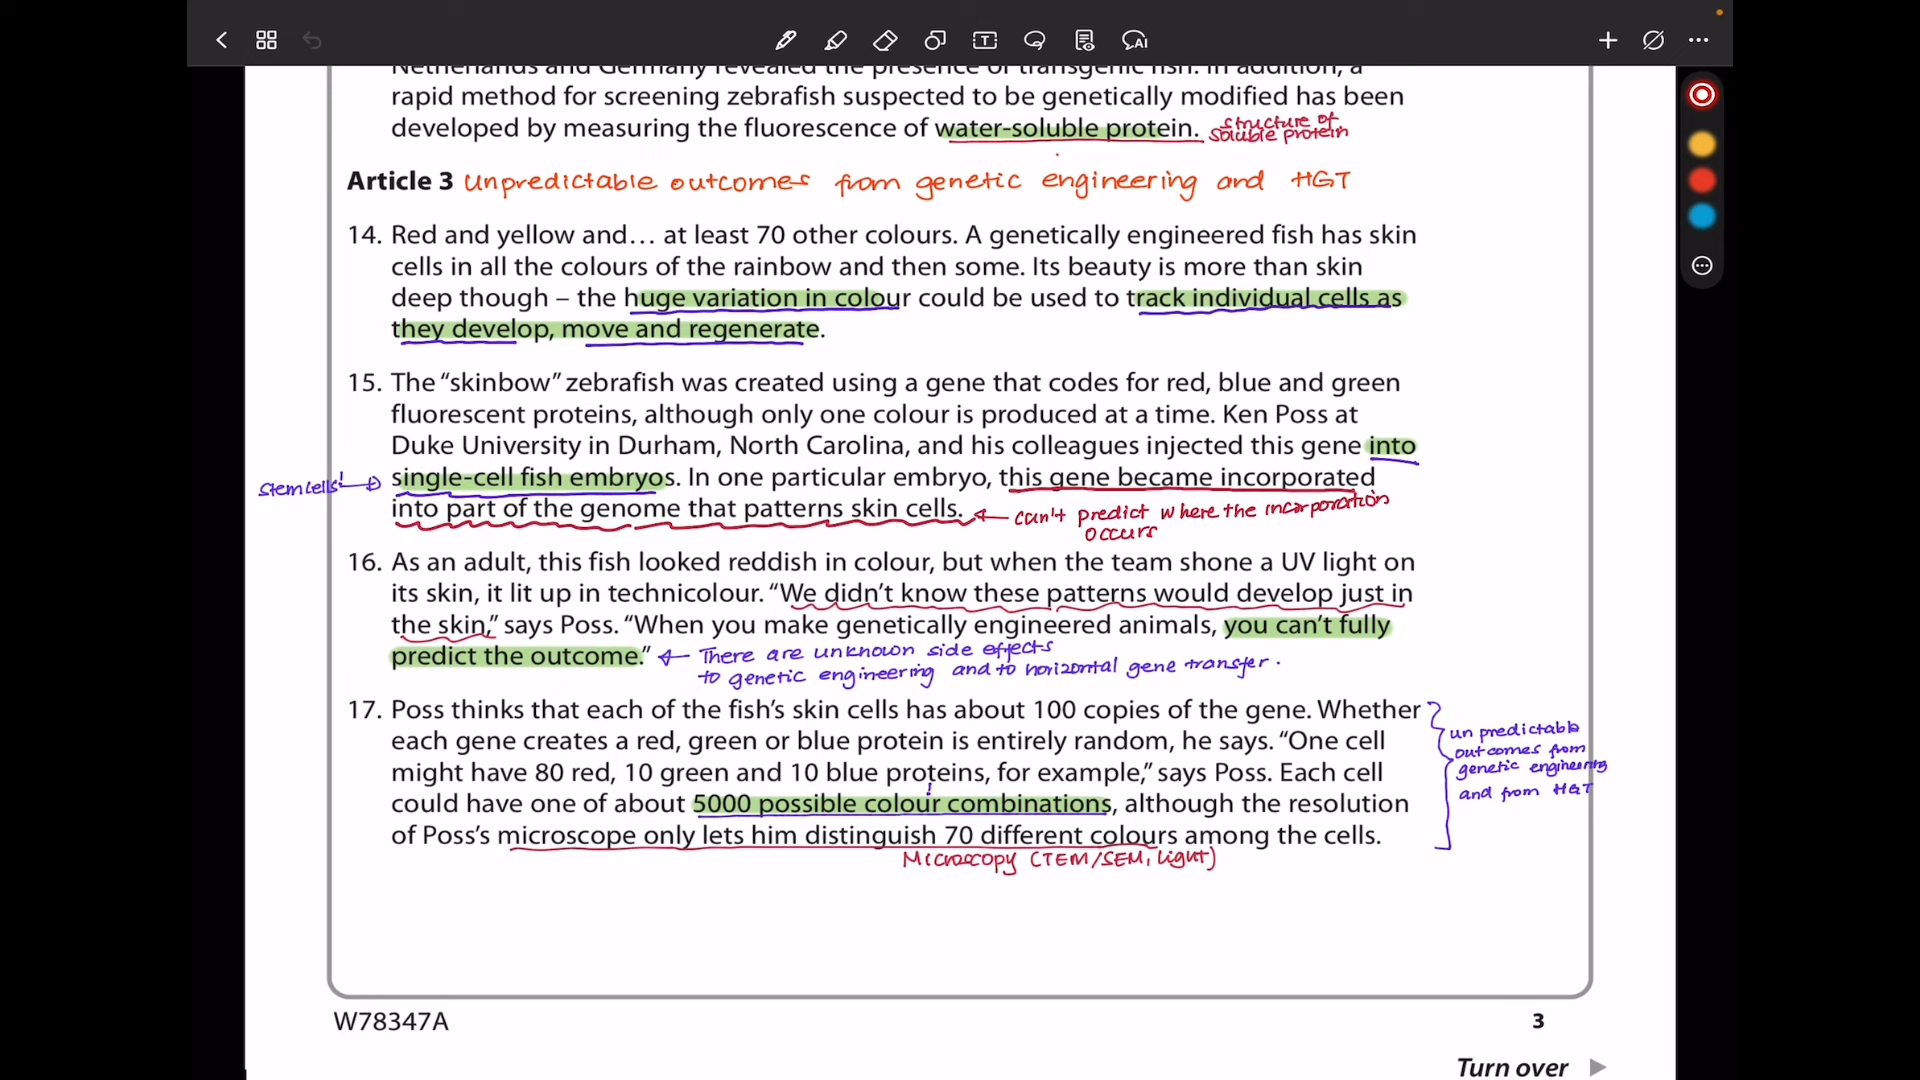 Netherlands and Germany revealed the presence of transgenic fish. In addition, a
rapid method for screening zebrafish suspected to be genetically modified has been
developed by measuring the fluorescence of water-soluble protein. structure of
soluble protein
Article 3 Unpredictable outcomes from genetic engineering and HGT
14. Red and yellow and… at least 70 other colours. A genetically engineered fish has skin
cells in all the colours of the rainbow and then some. Its beauty is more than skin
deep though – the huge variation in colour could be used to track individual cells as
they develop, move and regenerate.
15. The “skinbow” zebrafish was created using a gene that codes for red, blue and green
fluorescent proteins, although only one colour is produced at a time. Ken Poss at
Duke University in Durham, North Carolina, and his colleagues injected this gene into
stem cells! single-cell fish embryos. In one particular embryo, this gene became incorporated
into part of the genome that patterns skin cells. can't predict where the incorporation
occurs
16. As an adult, this fish looked reddish in colour, but when the team shone a UV light on
its skin, it lit up in technicolour. “We didn’t know these patterns would develop just in
the skin,” says Poss. “When you make genetically engineered animals, you can’t fully
predict the outcome.” There are unknown side effects
to genetic engineering and to horizontal gene transfer.
17. Poss thinks that each of the fish’s skin cells has about 100 copies of the gene. Whether
each gene creates a red, green or blue protein is entirely random, he says. “One cell
might have 80 red, 10 green and 10 blue proteins, for example,” says Poss. Each cell
could have one of about 5000 possible colour combinations, although the resolution
of Poss’s microscope only lets him distinguish 70 different colours among the cells.
unpredictable
outcomes from
genetic engineering
and from HGT
Microscopy (TEM/SEM, light)
W78347A
3
Turn over